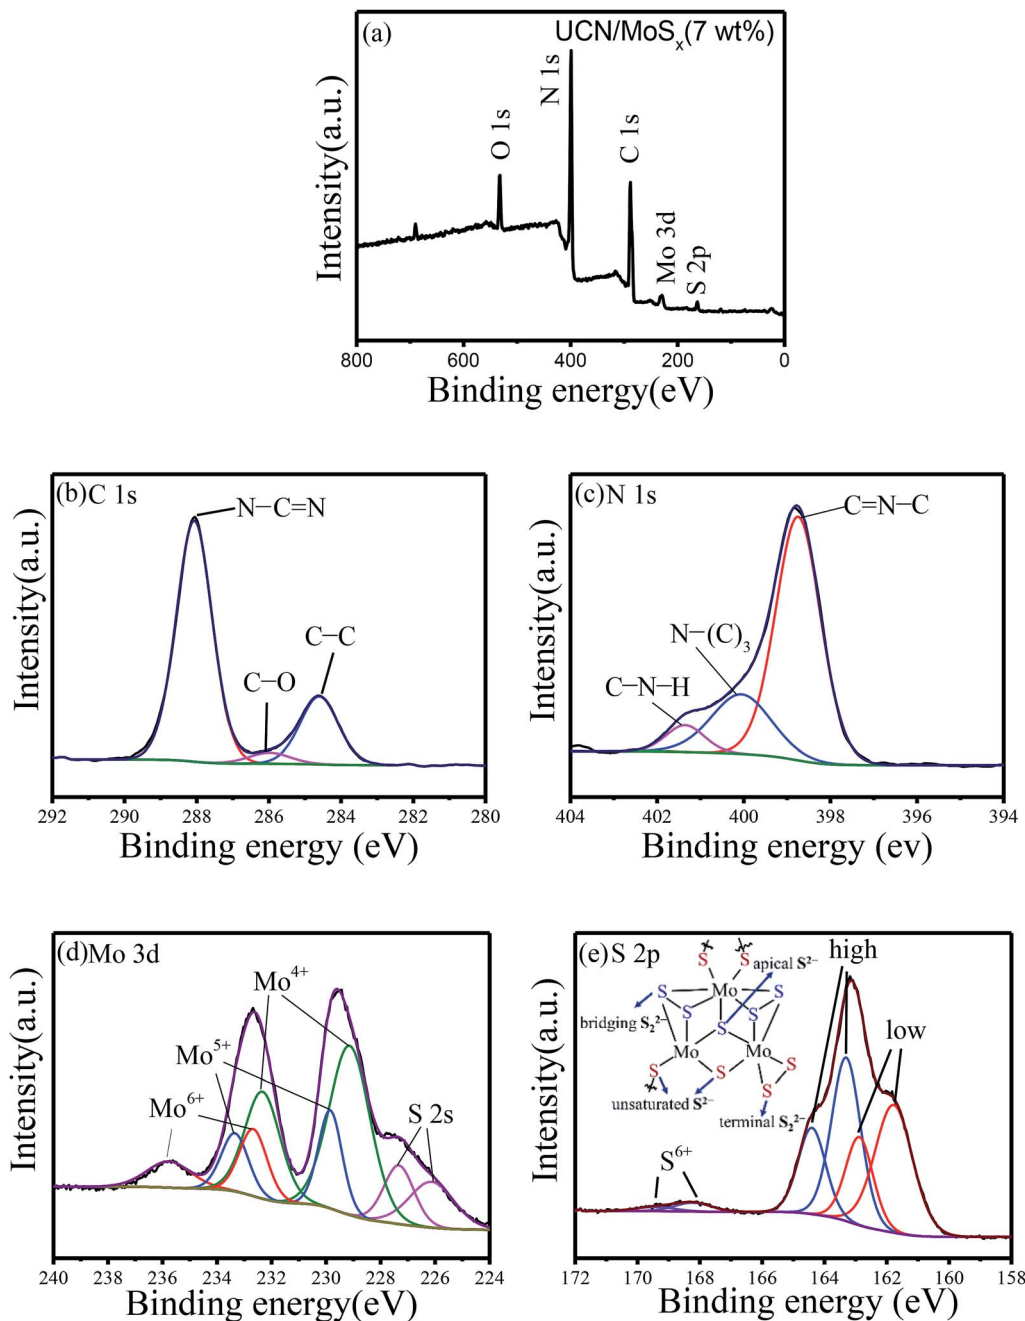 (a)
UCN/MoSₓ(7 wt%)
O 1s
N 1s
C 1s
Mo 3d
S 2p
Intensity(a.u.)
800 600 400 200 0
Binding energy(eV)
(b) C 1s
N–C=N
C–C
C–O
Intensity(a.u.)
292 290 288 286 284 282 280
Binding energy (eV)
(c) N 1s
C=N–C
N–(C)₃
C–N–H
Intensity(a.u.)
404 402 400 398 396 394
Binding energy (ev)
(d) Mo 3d
Mo⁴⁺
Mo⁵⁺
Mo⁶⁺
S 2s
Intensity(a.u.)
240 238 236 234 232 230 228 226 224
Binding energy(eV)
(e) S 2p
high
low
S⁶⁺
S S
apical S²⁻
S Mo S
S S S
bridging S₂²⁻
Mo Mo
S S S
S
unsaturated S²⁻
terminal S₂²⁻
Intensity(a.u.)
172 170 168 166 164 162 160 158
Binding energy(eV)